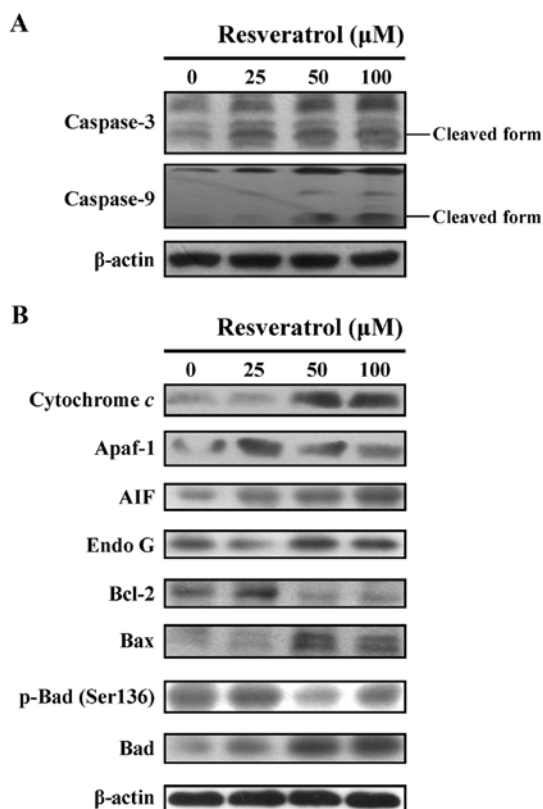 A
Resveratrol (μM)
0 25 50 100
Caspase-3
Cleaved form
Caspase-9
Cleaved form
β-actin
B
Resveratrol (μM)
0 25 50 100
Cytochrome c
Apaf-1
AIF
Endo G
Bcl-2
Bax
p-Bad (Ser136)
Bad
β-actin